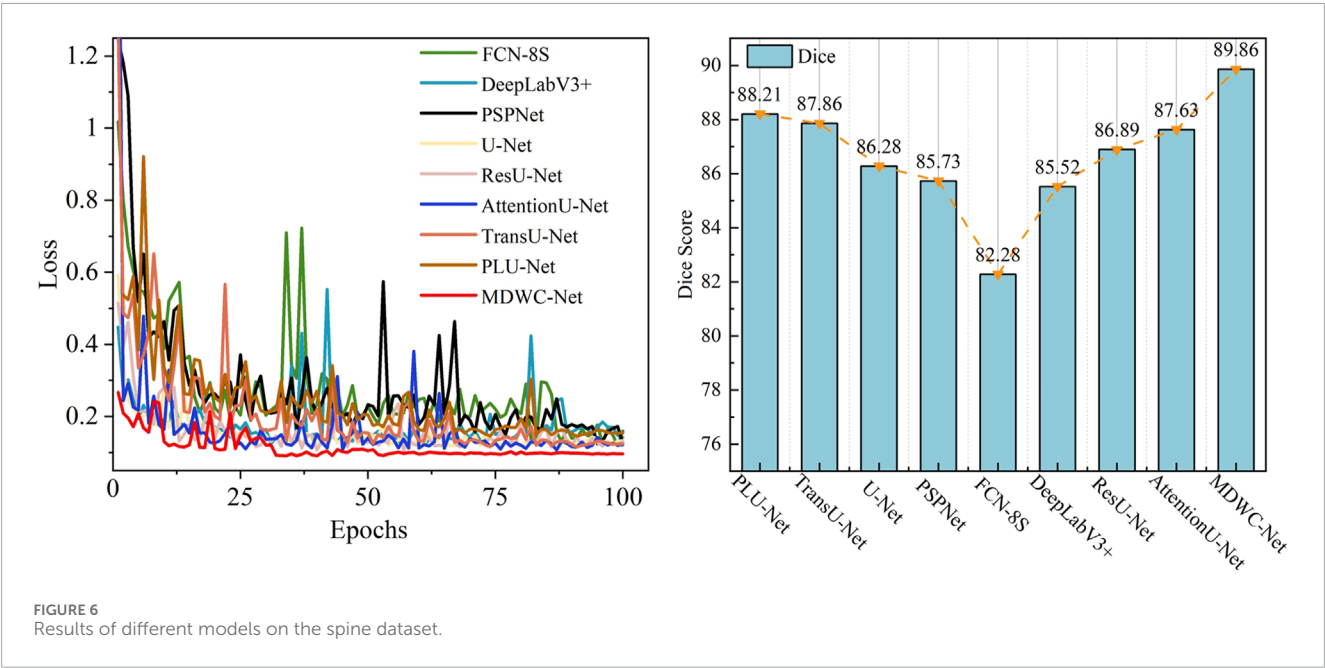 1.2
1
0.8
0.6
0.4
0.2
Loss
0
25
50
75
100
Epochs
FCN-8S
DeepLabV3+
PSPNet
U-Net
ResU-Net
AttentionU-Net
TransU-Net
PLU-Net
MDWC-Net
90
88
86
84
82
80
78
76
Dice Score
Dice
88.21
87.86
86.28
85.73
82.28
85.52
86.89
87.63
89.86
PLU-Net
TransU-Net
U-Net
PSPNet
FCN-8S
DeepLabV3+
ResU-Net
AttentionU-Net
MDWC-Net
FIGURE 6
Results of different models on the spine dataset.